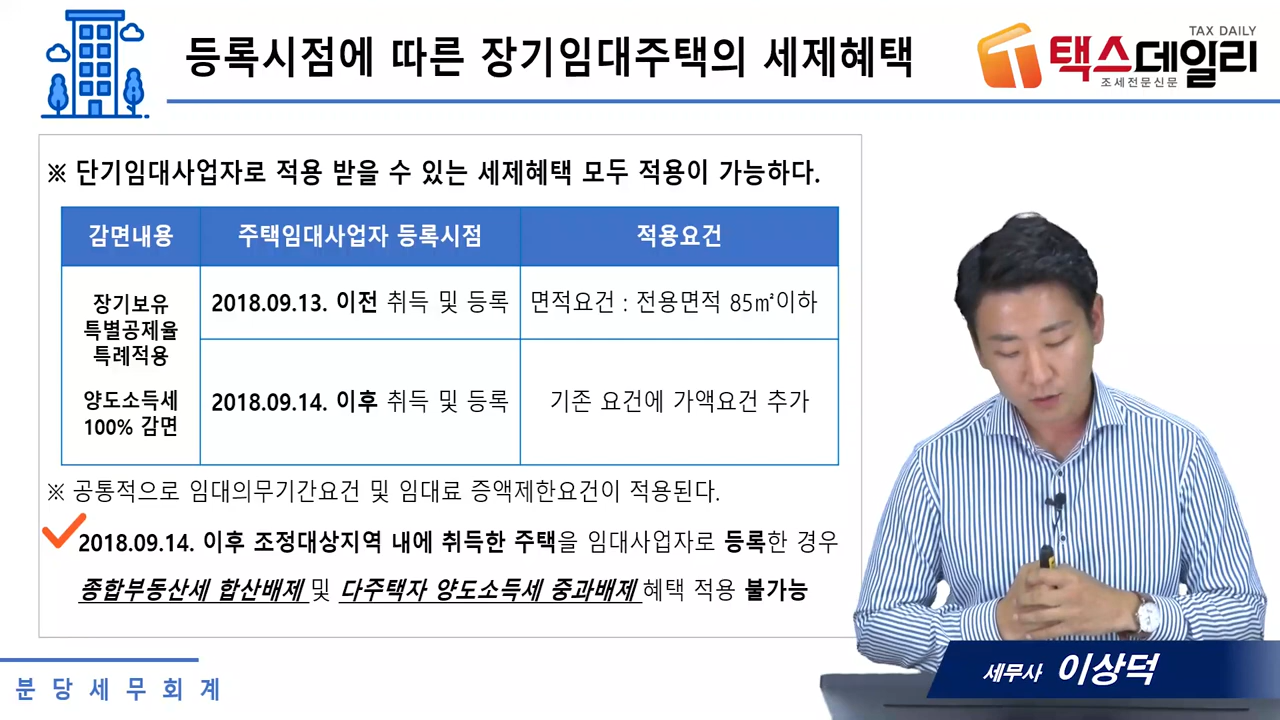 등록시점에 따른 장기임대주택의 세제혜택
TAX DAILY
택스데일리
조세전문신문
※ 단기임대사업자로 적용 받을 수 있는 세제혜택 모두 적용이 가능하다.
감면내용 주택임대사업자 등록시점 적용요건
장기보유
특별공제율
특례적용
양도소득세
100% 감면
2018.09.13. 이전 취득 및 등록 면적요건 : 전용면적 85㎡이하
2018.09.14. 이후 취득 및 등록 기존 요건에 가액요건 추가
※ 공통적으로 임대의무기간요건 및 임대료 증액제한요건이 적용된다.
2018.09.14. 이후 조정대상지역 내에 취득한 주택을 임대사업자로 등록한 경우
종합부동산세 합산배제 및 다주택자 양도소득세 중과배제 혜택 적용 불가능
세무사 이상덕
분당세무회계